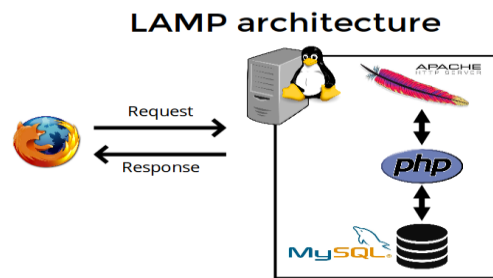 LAMP architecture
APACHE
HTTP SERVER
Request
Response
php
MySQL®